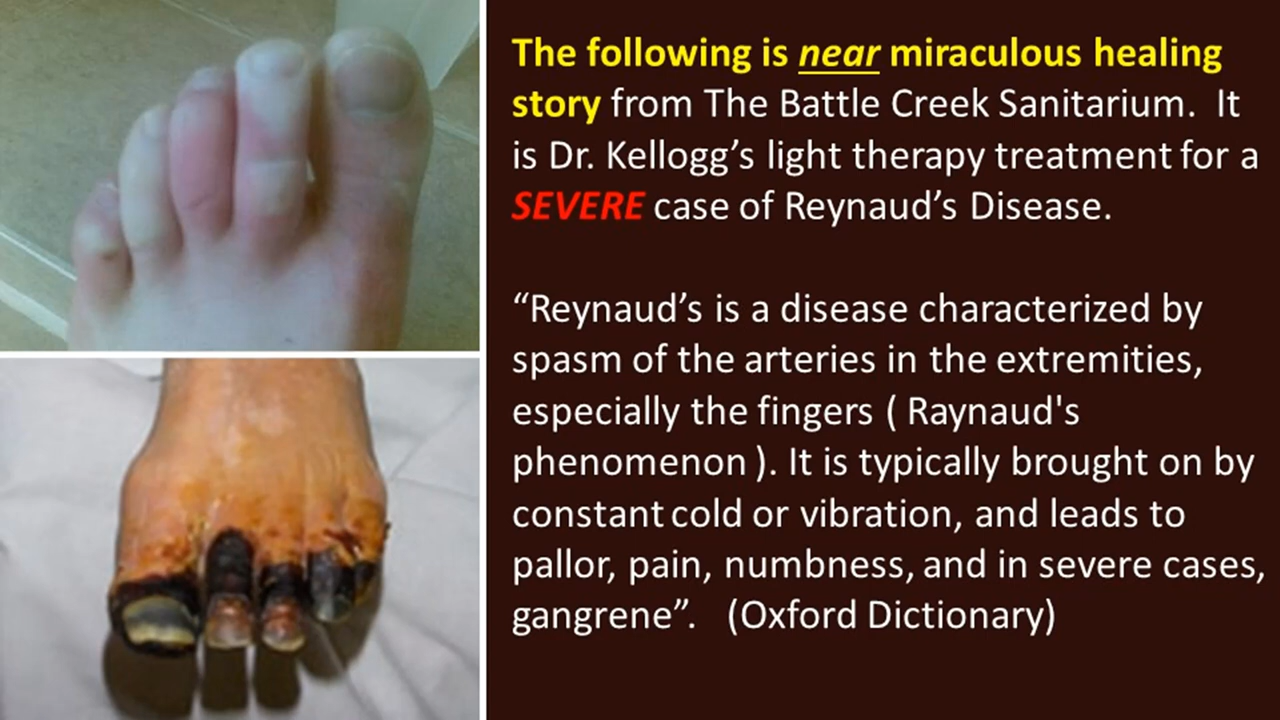 The following is near miraculous healing
story from The Battle Creek Sanitarium. It
is Dr. Kellogg’s light therapy treatment for a
SEVERE case of Reynaud’s Disease.
“Reynaud’s is a disease characterized by
spasm of the arteries in the extremities,
especially the fingers ( Raynaud's
phenomenon ). It is typically brought on by
constant cold or vibration, and leads to
pallor, pain, numbness, and in severe cases,
gangrene”. (Oxford Dictionary)